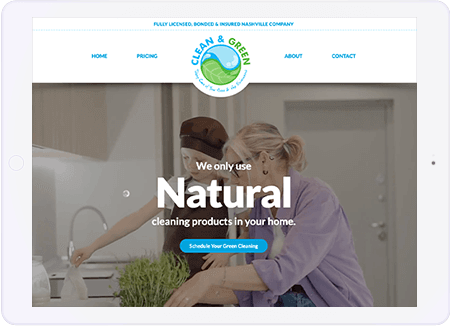 FULLY LICENSED, BONDED & INSURED NASHVILLE COMPANY
HOME
PRICING
CLEAN & GREEN
ABOUT
CONTACT
We only use
Natural
cleaning products in your home.
Schedule Your Green Cleaning